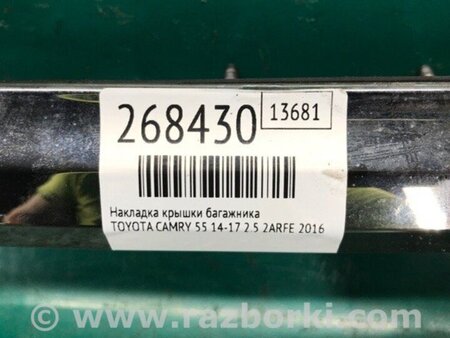 268430 13681
Накладка крышки багажника
TOYOTA CAMRY 55 14-17 2.5 2ARFE 2016
© www.razborki.com